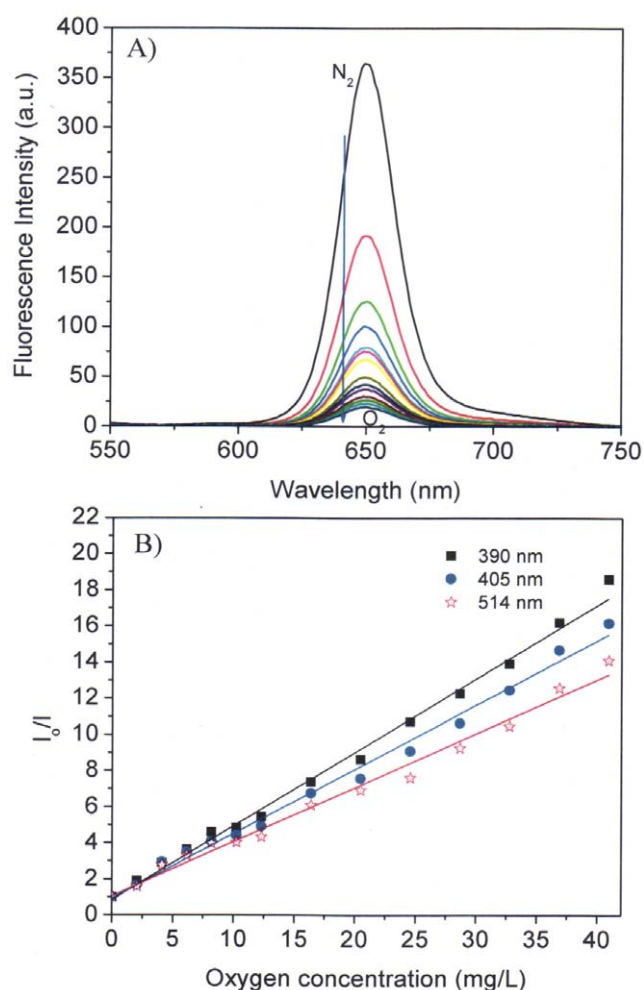 A)
N2
O2
400
350
300
250
200
150
100
50
0
Fluorescence Intensity (a.u.)
550 600 650 700 750
Wavelength (nm)
B)
390 nm
405 nm
514 nm
22
20
18
16
14
12
10
8
6
4
2
0
Io/I
0 5 10 15 20 25 30 35 40
Oxygen concentration (mg/L)